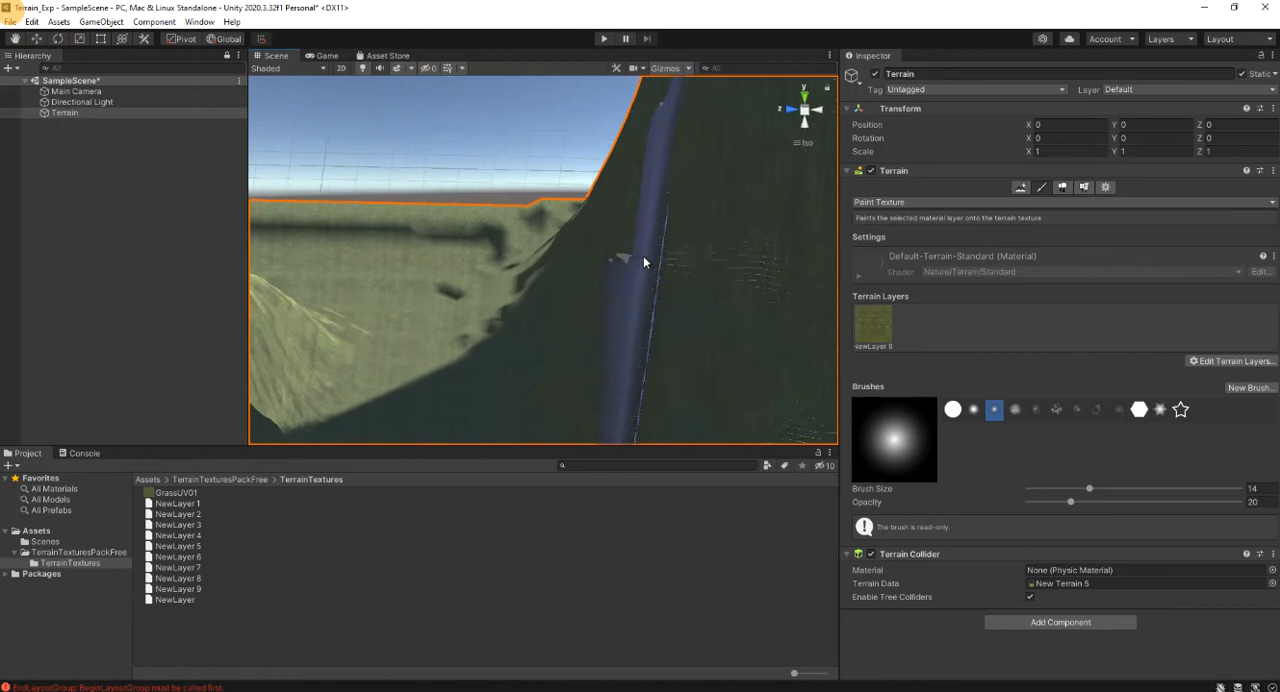 Terrain_Exp - SampleScene - PC, Mac & Linux Standalone - Unity 2020.3.32f1 Personal* <DX11>
File Edit Assets GameObject Component Window Help
Pivot Global Account Layers Layout
Hierarchy
All
SampleScene*
Main Camera
Directional Light
Terrain
Scene Game Asset Store
Shaded 2D 0 Gizmos All
y
z
Iso
Inspector
Terrain Static
Tag Untagged Layer Default
Transform
Position X 0 Y 0 Z 0
Rotation X 0 Y 0 Z 0
Scale X 1 Y 1 Z 1
Terrain
Paint Texture
Paints the selected material layer onto the terrain texture
Settings
Default-Terrain-Standard (Material)
Shader Nature/Terrain/Standard Edit...
Terrain Layers
NewLayer 9
Edit Terrain Layers...
Brushes New Brush...
Brush Size 14
Opacity 20
The brush is read-only.
Terrain Collider
Material None (Physic Material)
Terrain Data New Terrain 5
Enable Tree Colliders
Add Component
Project Console
10
Favorites
All Materials
All Models
All Prefabs
Assets
Scenes
TerrainTexturesPackFree
TerrainTextures
Packages
Assets TerrainTexturesPackFree TerrainTextures
GrassUV01
NewLayer 1
NewLayer 2
NewLayer 3
NewLayer 4
NewLayer 5
NewLayer 6
NewLayer 7
NewLayer 8
NewLayer 9
NewLayer
EndLayoutGroup: BeginLayoutGroup must be called first.